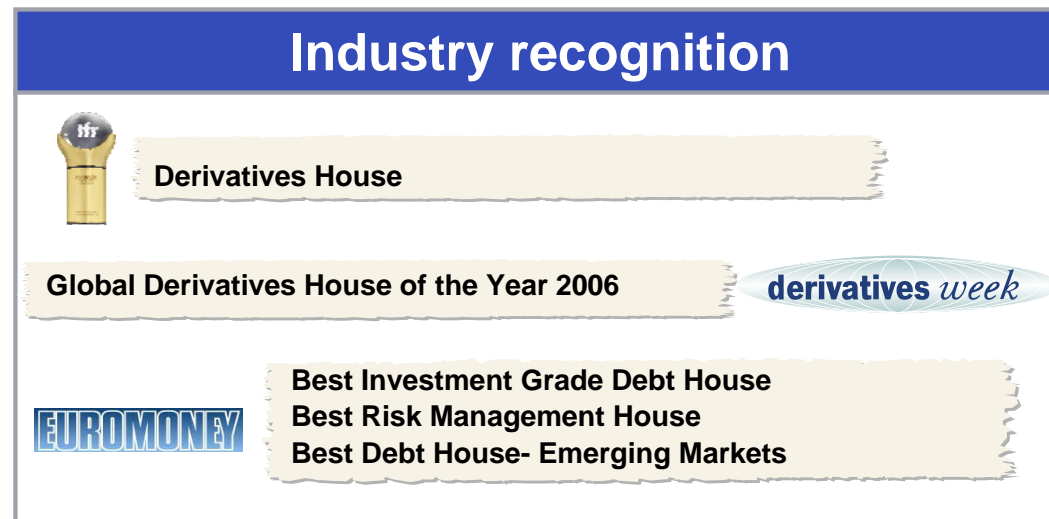 Industry recognition
ifr
Derivatives House
Global Derivatives House of the Year 2006
derivatives week
EUROMONEY
Best Investment Grade Debt House
Best Risk Management House
Best Debt House- Emerging Markets